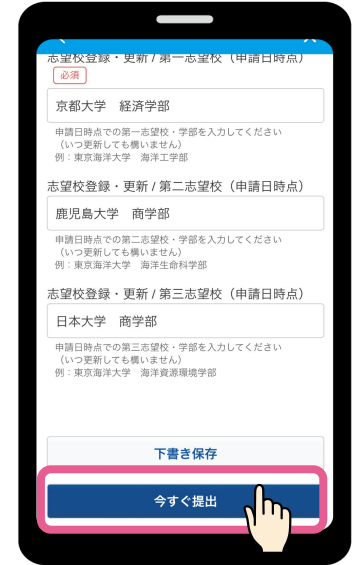 志望校登録・更新 / 第一志望校（申請日時点）
必須
京都大学　経済学部
申請日時点での第一志望校・学部を入力してください
（いつ更新しても構いません）
例：東京海洋大学　海洋工学部
志望校登録・更新 / 第二志望校（申請日時点）
鹿児島大学　商学部
申請日時点での第二志望校・学部を入力してください
（いつ更新しても構いません）
例：東京海洋大学　海洋生命科学部
志望校登録・更新 / 第三志望校（申請日時点）
日本大学　商学部
申請日時点での第三志望校・学部を入力してください
（いつ更新しても構いません）
例：東京海洋大学　海洋資源環境学部
下書き保存
今すぐ提出